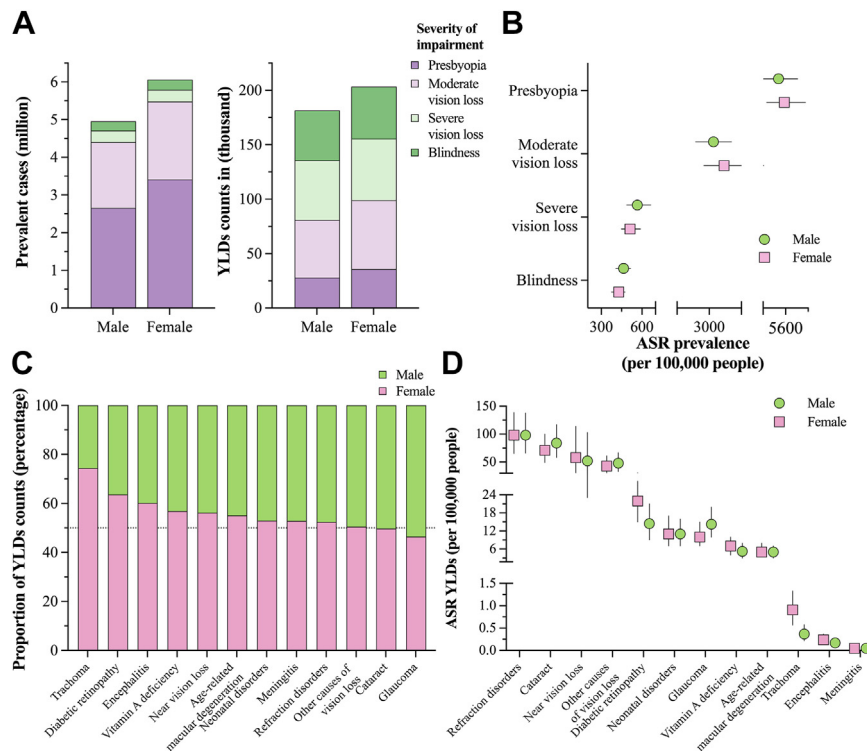 A
Prevalent cases (million)
6
5
4
3
2
1
0
Male
Female
YLDs counts in (thousand)
200
150
100
50
0
Male
Female
Severity of
impairment
Presbyopia
Moderate
vision loss
Severe
vision loss
Blindness
B
Presbyopia
Moderate
vision loss
Severe
vision loss
Blindness
Male
Female
300
600
3000
5600
ASR prevalence
(per 100,000 people)
C
Male
Female
Proportion of YLDs counts (percentage)
100
80
60
40
20
0
Trachoma
Diabetic retinopathy
Encephalitis
Vitamin A deficiency
Near vision loss
Age-related
macular degeneration
Neonatal disorders
Meningitis
Refraction disorders
Other causes of
vision loss
Cataract
Glaucoma
D
Male
Female
ASR YLDs (per 100,000 people)
150
100
50
24
18
12
6
1.5
1.0
0.5
0.0
Refraction disorders
Cataract
Near vision loss
Other causes
of vision loss
Diabetic retinopathy
Neonatal disorders
Glaucoma
Vitamin A deficiency
Age-related
macular degeneration
Trachoma
Encephalitis
Meningitis